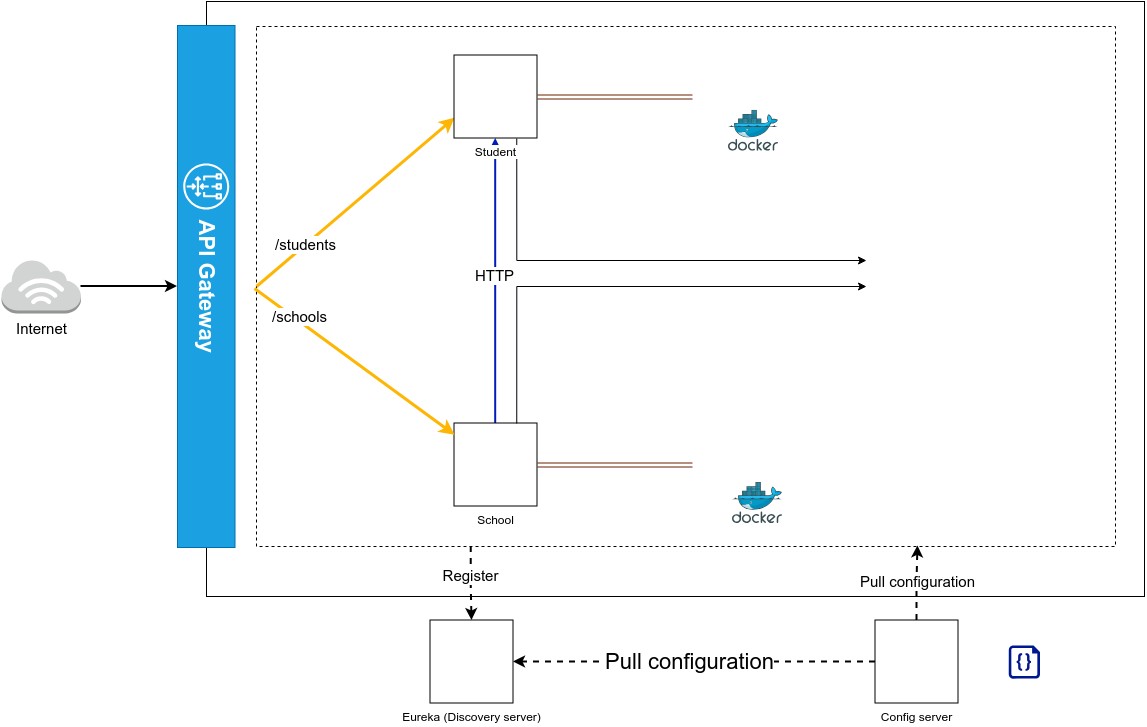 Student
docker
/students
API Gateway
HTTP
/schools
Internet
School
docker
Register
Pull configuration
Pull configuration
{}
Eureka (Discovery server)
Config server